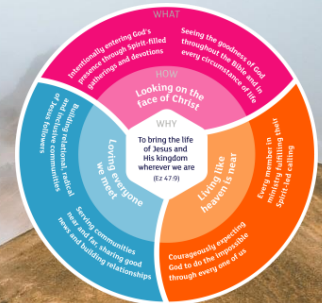 WHAT
Intentionally entering God's
presence through Spirit-filled
gatherings and devotions
Seeing the goodness of God
throughout the Bible and in
every circumstance of life
HOW
Looking on the
face of Christ
WHY
To bring the life
of Jesus and
His kingdom
wherever we are
(Ez 47.9)
Loving everyone
we meet
Living like
heaven is near
Building relational, radical
and inclusive communities
of Jesus followers
Serving communities
near and far, sharing good
news and building relationships
Every member in
ministry fulfilling their
Spirit-led calling
Courageously expecting
God to do the impossible
through every one of us